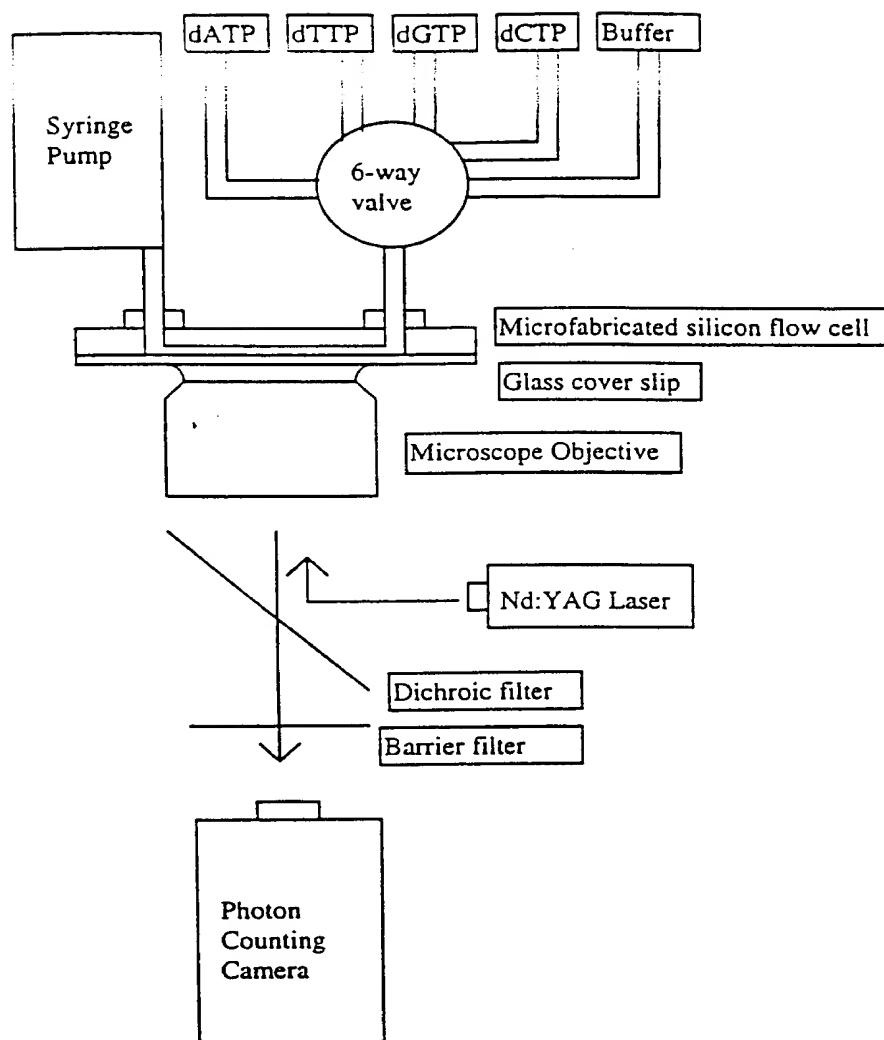 dATP
dTTP
dGTP
dCTP
Buffer
Syringe
Pump
6-way
valve
Microfabricated silicon flow cell
Glass cover slip
Microscope Objective
Nd:YAG Laser
Dichroic filter
Barrier filter
Photon
Counting
Camera